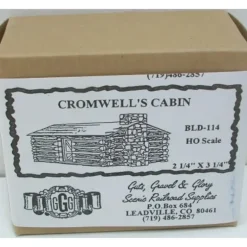 (719)486-2857
CROMWELL'S CABIN
BLD-114
HO Scale
2 1/4" X 3 1/4"
GGG
Guts, Gravel & Glory
Scenic Railroad Supplies
P.O.Box 684
LEADVILLE, CO 80461
(719) 486-2857